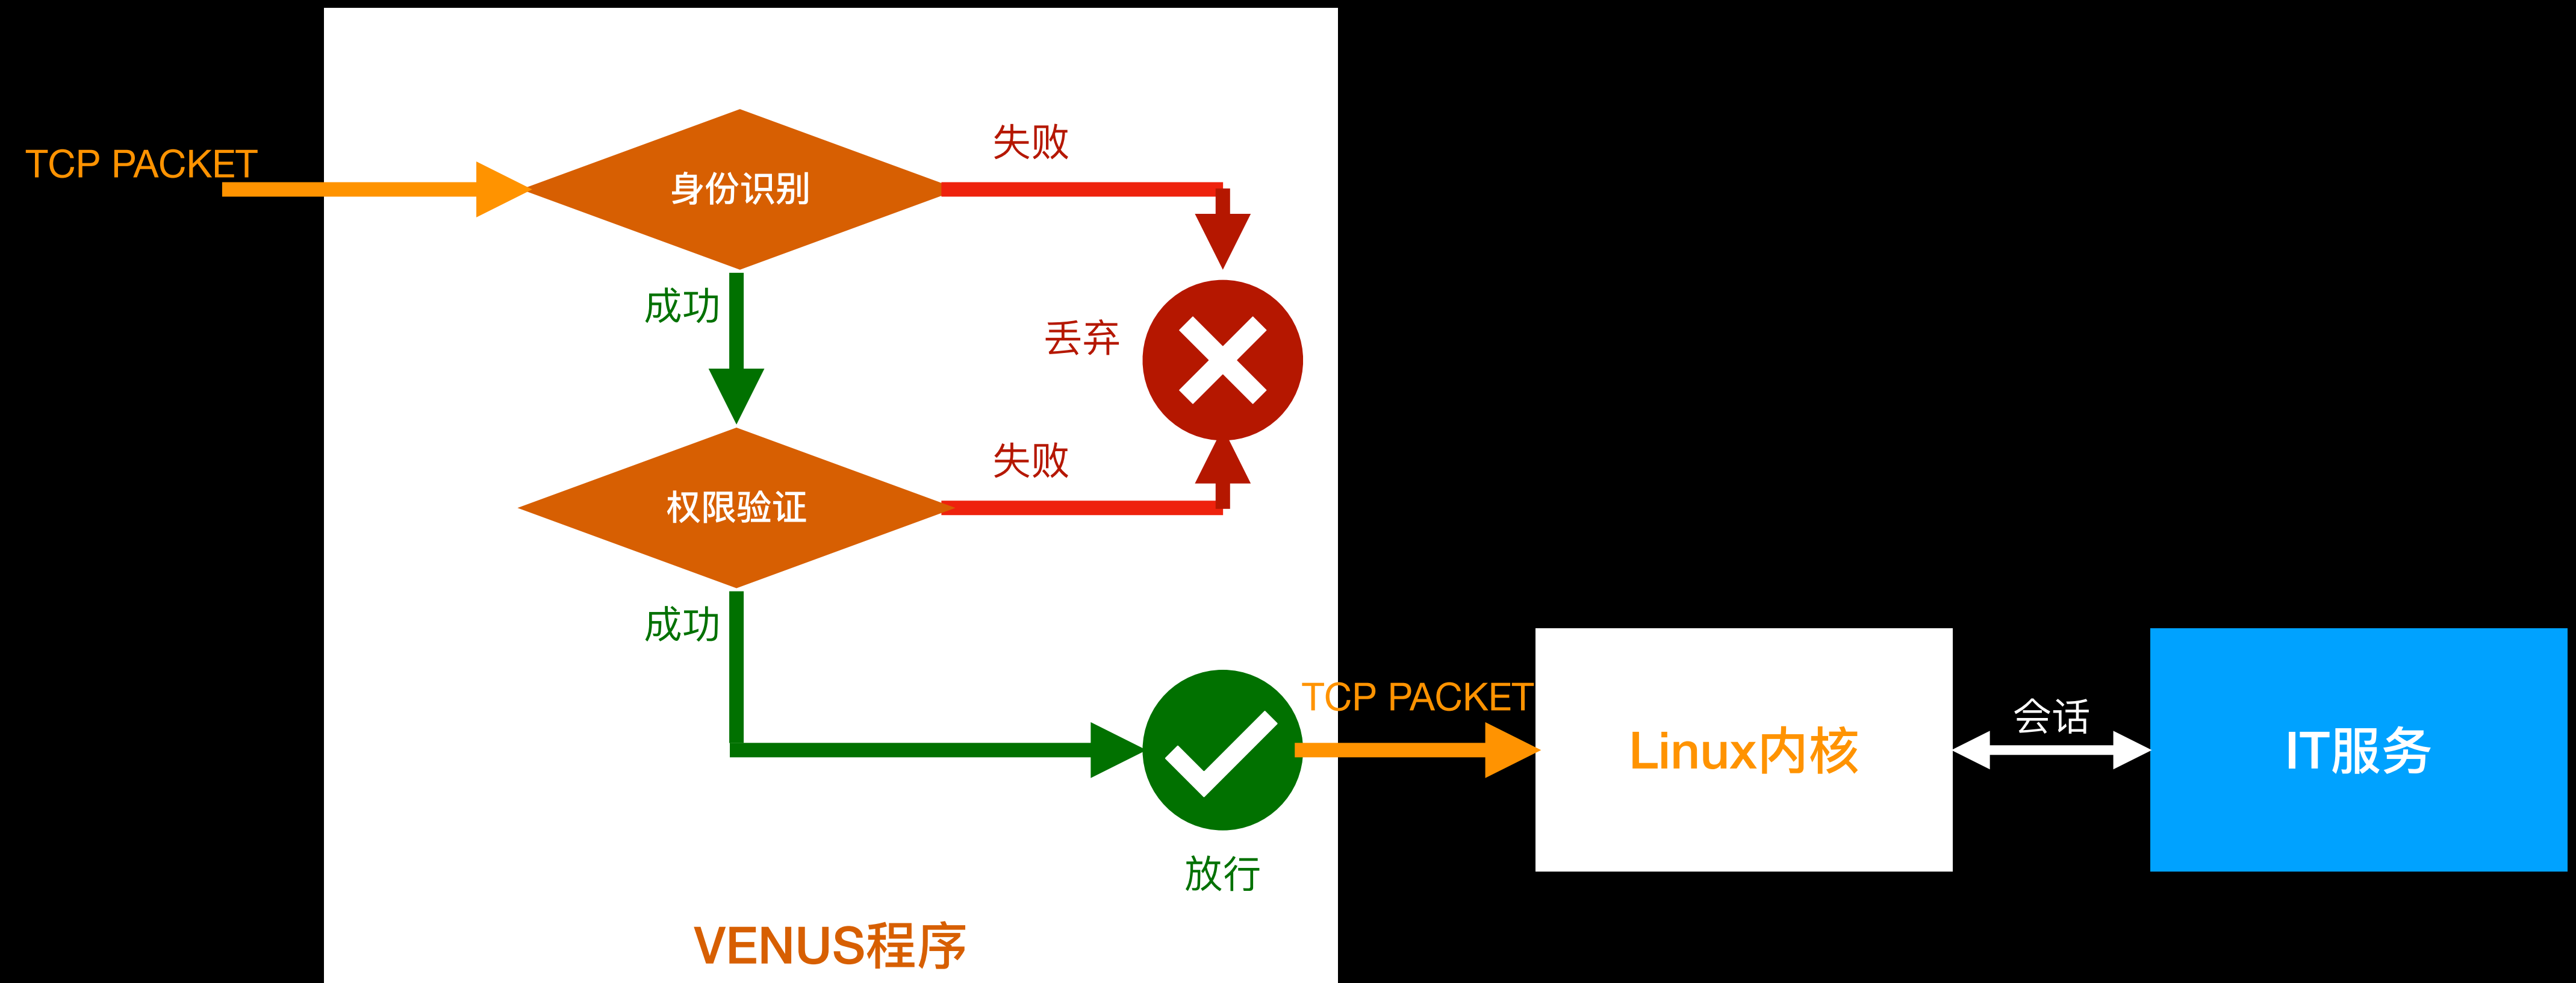 TCP PACKET
身份识别
失败
成功
丢弃
失败
权限验证
成功
TCP PACKET
Linux内核
会话
IT服务
放行
VENUS程序